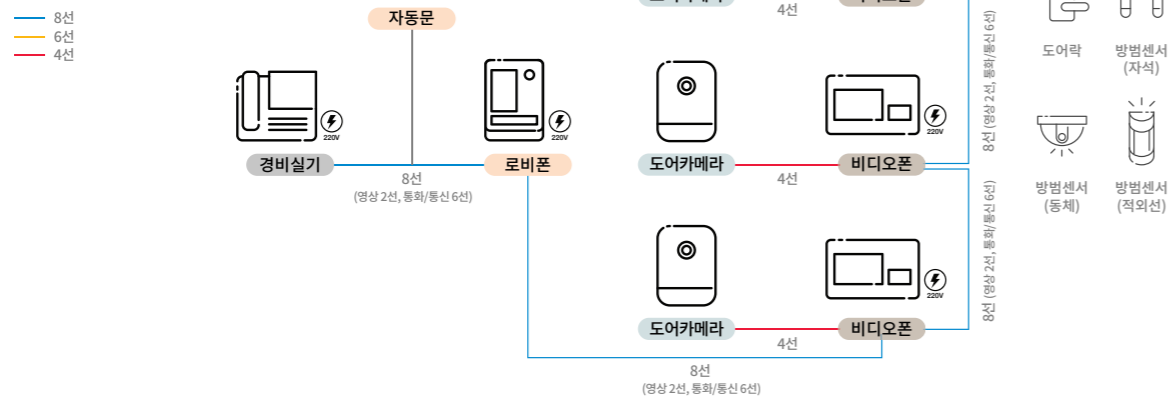 8선
6선
4선
자동문
4선
8선 (영상 2선, 통화/통신 6선)
도어락
방범센서
(자석)
220V
220V
220V
경비실기
로비폰
도어카메라
비디오폰
8선
(영상 2선, 통화/통신 6선)
4선
방범센서
(동체)
방범센서
(적외선)
8선 (영상 2선, 통화/통신 6선)
220V
도어카메라
비디오폰
4선
8선
(영상 2선, 통화/통신 6선)